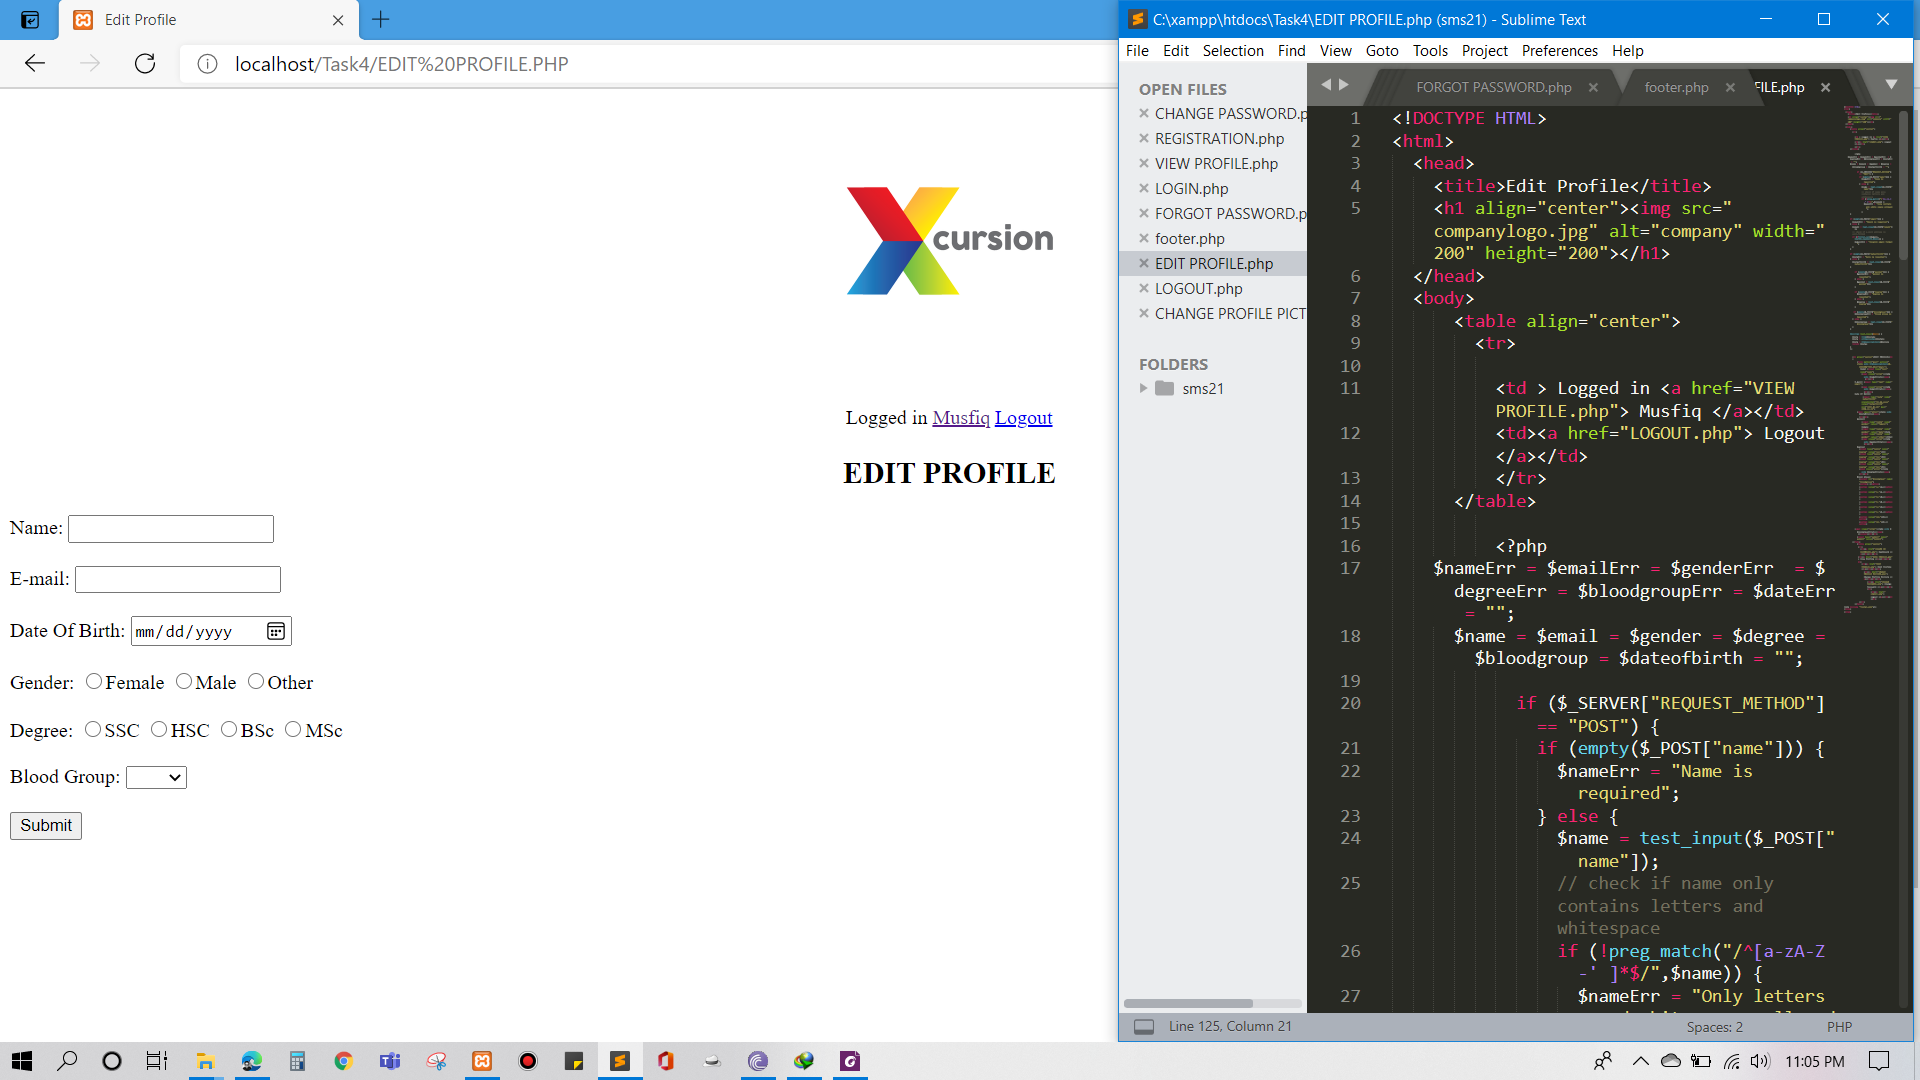 Edit Profile
localhost/Task4/EDIT%20PROFILE.PHP
cursion
Logged in Musfiq Logout
EDIT PROFILE
Name:
E-mail:
Date Of Birth: mm/dd/yyyy
Gender: Female Male Other
Degree: SSC HSC BSc MSc
Blood Group:
Submit
C:\xampp\htdocs\Task4\EDIT PROFILE.php (sms21) - Sublime Text
File Edit Selection Find View Goto Tools Project Preferences Help
OPEN FILES
CHANGE PASSWORD.p
REGISTRATION.php
VIEW PROFILE.php
LOGIN.php
FORGOT PASSWORD.p
footer.php
EDIT PROFILE.php
LOGOUT.php
CHANGE PROFILE PICT
FOLDERS
sms21
FORGOT PASSWORD.php footer.php FILE.php
1 <!DOCTYPE HTML>
2 <html>
3 <head>
4 <title>Edit Profile</title>
5 <h1 align="center"><img src="
companylogo.jpg" alt="company" width="
200" height="200"></h1>
6 </head>
7 <body>
8 <table align="center">
9 <tr>
10
11 <td > Logged in <a href="VIEW
PROFILE.php"> Musfiq </a></td>
12 <td><a href="LOGOUT.php"> Logout
</a></td>
13 </tr>
14 </table>
15
16 <?php
17 $nameErr = $emailErr = $genderErr  = $
degreeErr = $bloodgroupErr = $dateErr
= "";
18 $name = $email = $gender = $degree =
$bloodgroup = $dateofbirth = "";
19
20 if ($_SERVER["REQUEST_METHOD"]
== "POST") {
21 if (empty($_POST["name"])) {
22 $nameErr = "Name is
required";
23 } else {
24 $name = test_input($_POST["
name"]);
25 // check if name only
contains letters and
whitespace
26 if (!preg_match("/^[a-zA-Z
-' ]*$/",$name)) {
27 $nameErr = "Only letters
Line 125, Column 21
Spaces: 2
PHP
11:05 PM